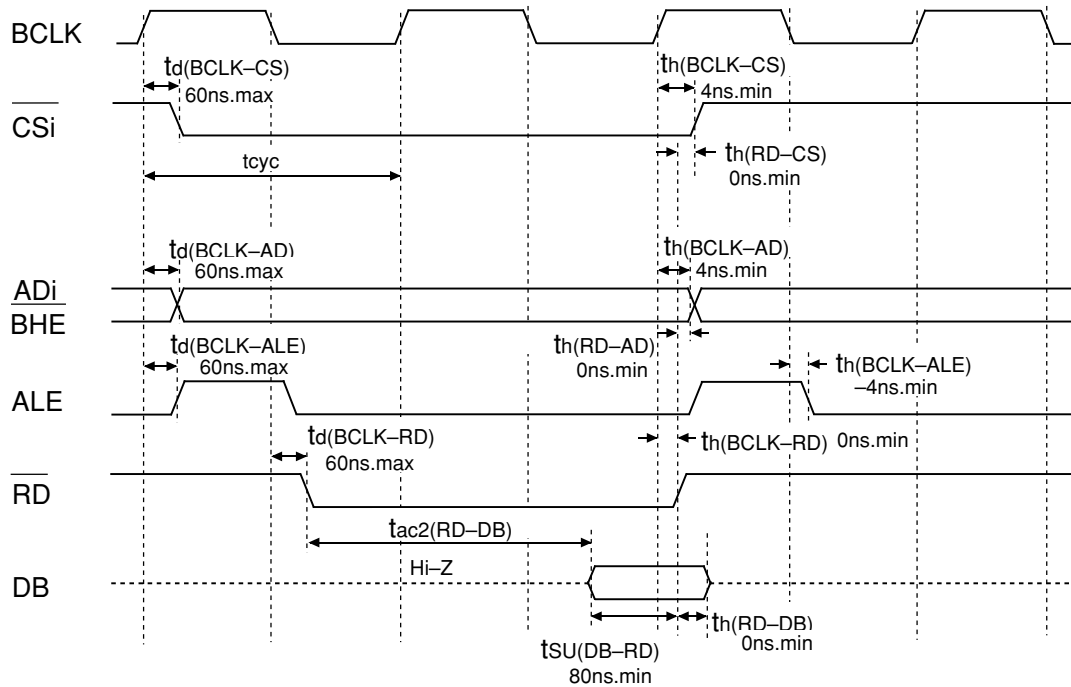 BCLK
td(BCLK–CS)
60ns.max
th(BCLK–CS)
4ns.min
CSi
th(RD–CS)
0ns.min
tcyc
td(BCLK–AD)
60ns.max
th(BCLK–AD)
4ns.min
ADi
BHE
td(BCLK–ALE)
60ns.max
th(RD–AD)
0ns.min
th(BCLK–ALE)
–4ns.min
ALE
td(BCLK–RD)
60ns.max
th(BCLK–RD) 0ns.min
RD
tac2(RD–DB)
Hi–Z
DB
th(RD–DB)
0ns.min
tSU(DB–RD)
80ns.min